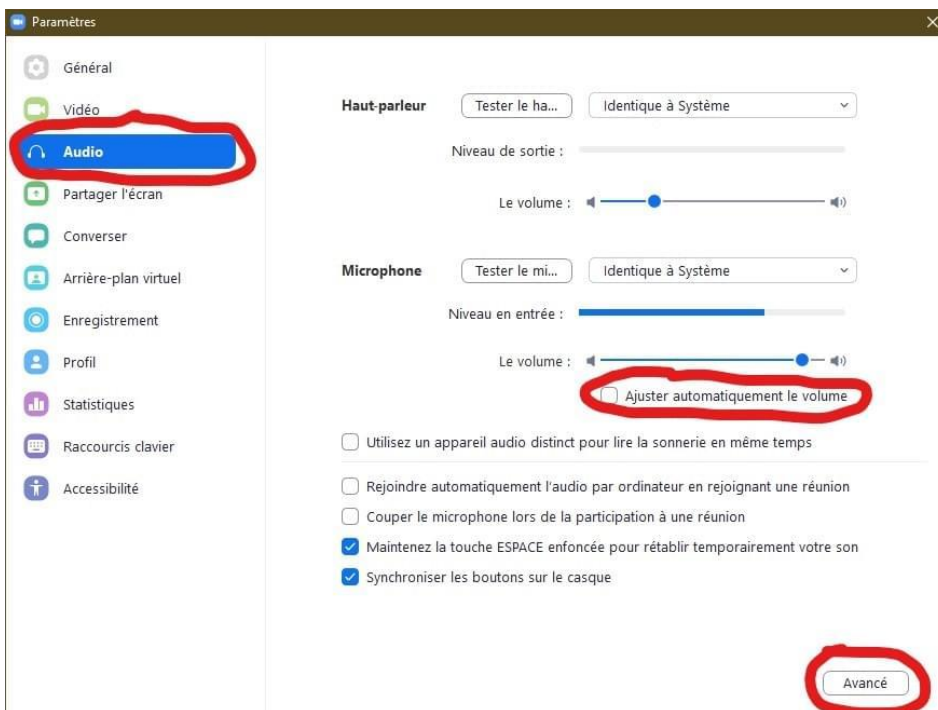 Paramètres
Général
Vidéo
Audio
Partager l'écran
Converser
Arrière-plan virtuel
Enregistrement
Profil
Statistiques
Raccourcis clavier
Accessibilité
Haut-parleur Tester le ha... Identique à Système
Niveau de sortie :
Le volume :
Microphone Tester le mi... Identique à Système
Niveau en entrée :
Le volume :
Ajuster automatiquement le volume
Utilisez un appareil audio distinct pour lire la sonnerie en même temps
Rejoindre automatiquement l'audio par ordinateur en rejoignant une réunion
Couper le microphone lors de la participation à une réunion
Maintenez la touche ESPACE enfoncée pour rétablir temporairement votre son
Synchroniser les boutons sur le casque
Avancé